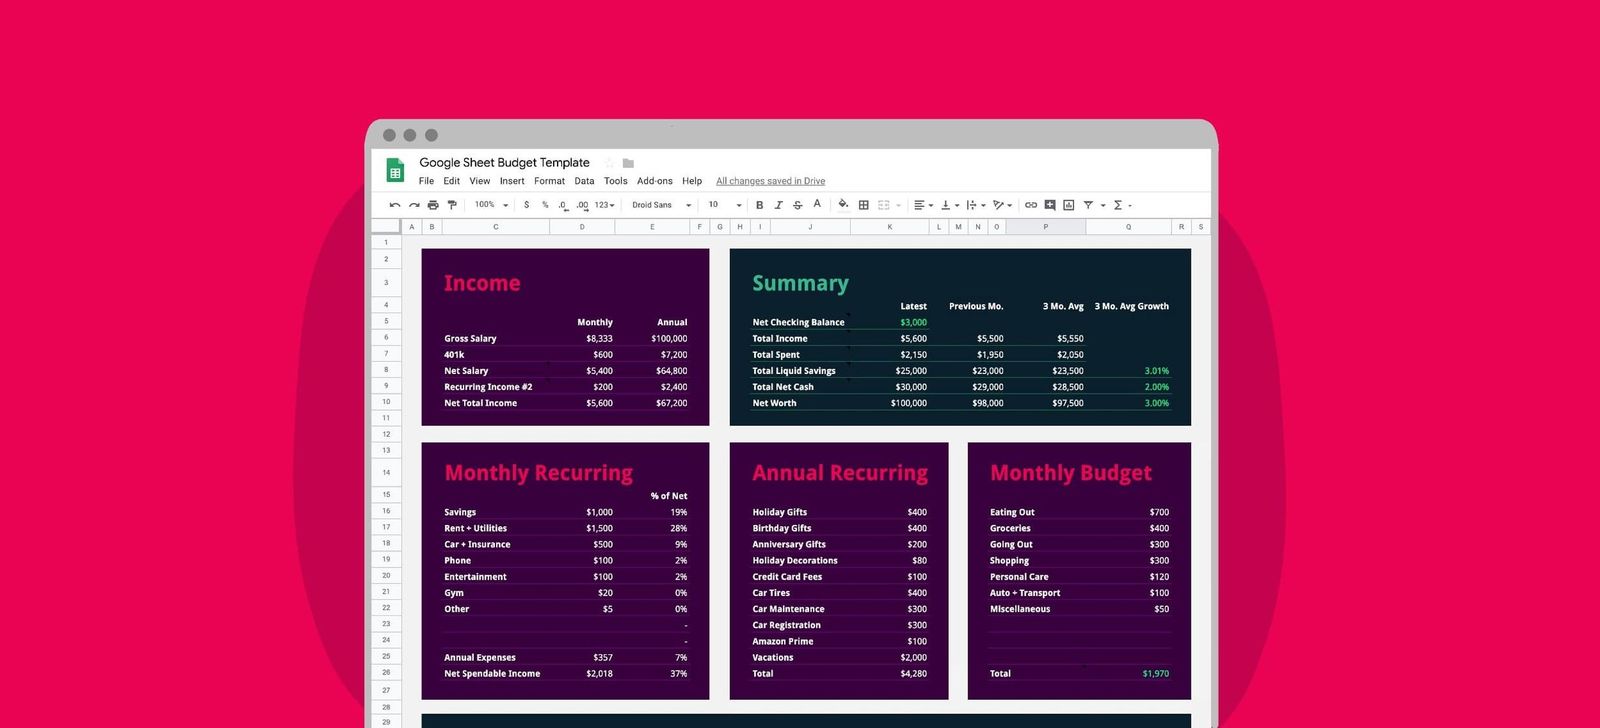 Google Sheet Budget Template
File Edit View Insert Format Data Tools Add-ons Help All changes saved in Drive
100% $ % .0 .00 123 Droid Sans 10 B I S A
A B C D E F G H I J K L M N O P Q R S
1
2
3 Income Summary
4 Latest Previous Mo. 3 Mo. Avg 3 Mo. Avg Growth
5 Monthly Annual Net Checking Balance $3,000
6 Gross Salary $8,333 $100,000 Total Income $5,600 $5,500 $5,550
7 401k $600 $7,200 Total Spent $2,150 $1,950 $2,050
8 Net Salary $5,400 $64,800 Total Liquid Savings $25,000 $23,000 $23,500 3.01%
9 Recurring Income #2 $200 $2,400 Total Net Cash $30,000 $29,000 $28,500 2.00%
10 Net Total Income $5,600 $67,200 Net Worth $100,000 $98,000 $97,500 3.00%
11
12
13
14 Monthly Recurring Annual Recurring Monthly Budget
15 % of Net
16 Savings $1,000 19% Holiday Gifts $400 Eating Out $700
17 Rent + Utilities $1,500 28% Birthday Gifts $400 Groceries $400
18 Car + Insurance $500 9% Anniversary Gifts $200 Going Out $300
19 Phone $100 2% Holiday Decorations $80 Shopping $300
20 Entertainment $100 2% Credit Card Fees $100 Personal Care $120
21 Gym $20 0% Car Tires $400 Auto + Transport $100
22 Other $5 0% Car Maintenance $300 Miscellaneous $50
23 - Car Registration $300
24 - Amazon Prime $100
25 Annual Expenses $357 7% Vacations $2,000
26 Net Spendable Income $2,018 37% Total $4,280 Total $1,970
27
28
29